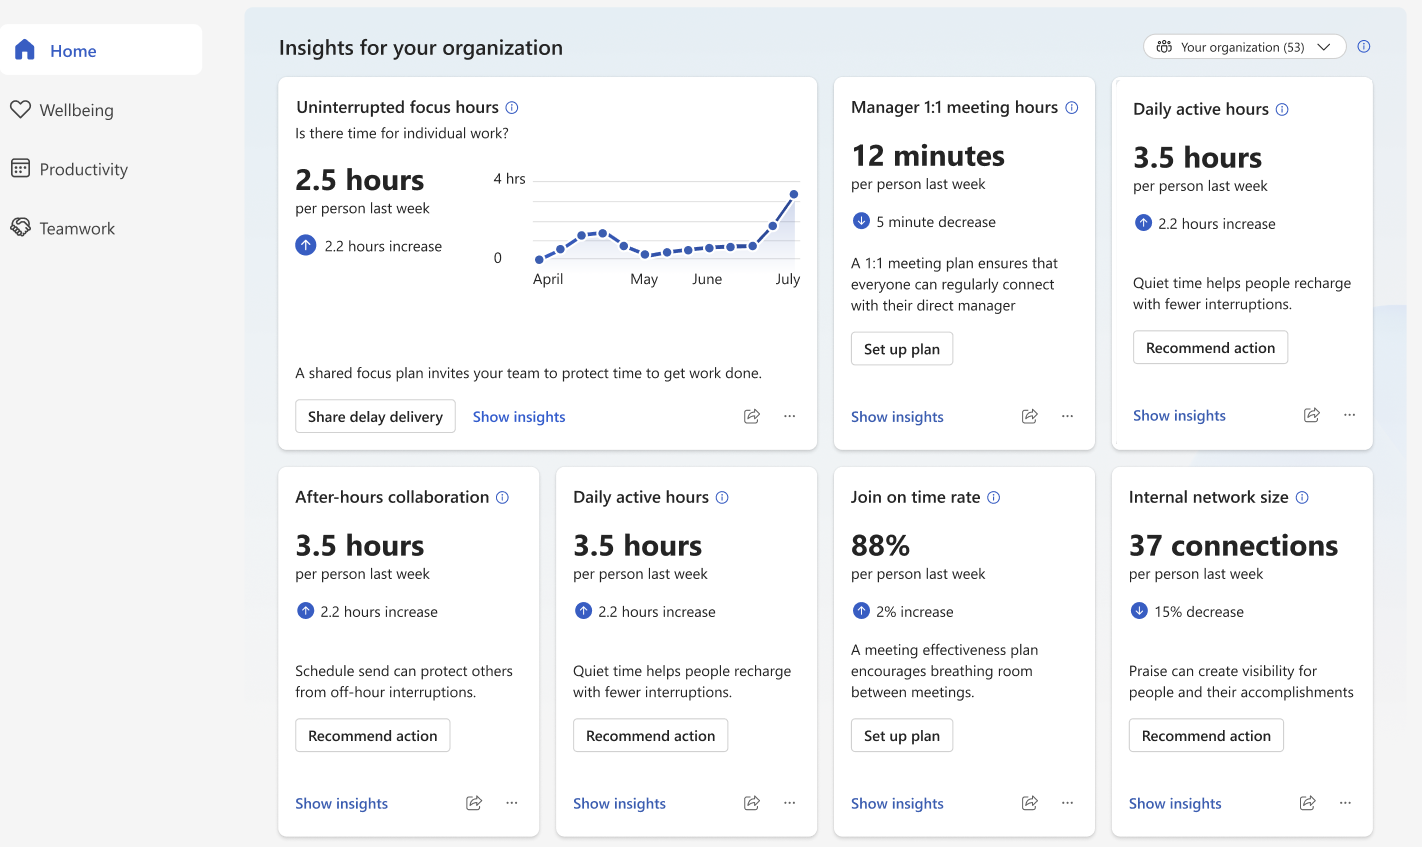 Home
Wellbeing
Productivity
Teamwork
Insights for your organization
Your organization (53)
Uninterrupted focus hours
Is there time for individual work?
2.5 hours
per person last week
2.2 hours increase
4 hrs
0
April
May
June
July
A shared focus plan invites your team to protect time to get work done.
Share delay delivery
Show insights
Manager 1:1 meeting hours
12 minutes
per person last week
5 minute decrease
A 1:1 meeting plan ensures that
everyone can regularly connect
with their direct manager
Set up plan
Show insights
Daily active hours
3.5 hours
per person last week
2.2 hours increase
Quiet time helps people recharge
with fewer interruptions.
Recommend action
Show insights
After-hours collaboration
3.5 hours
per person last week
2.2 hours increase
Schedule send can protect others
from off-hour interruptions.
Recommend action
Show insights
Daily active hours
3.5 hours
per person last week
2.2 hours increase
Quiet time helps people recharge
with fewer interruptions.
Recommend action
Show insights
Join on time rate
88%
per person last week
2% increase
A meeting effectiveness plan
encourages breathing room
between meetings.
Set up plan
Show insights
Internal network size
37 connections
per person last week
15% decrease
Praise can create visibility for
people and their accomplishments
Recommend action
Show insights